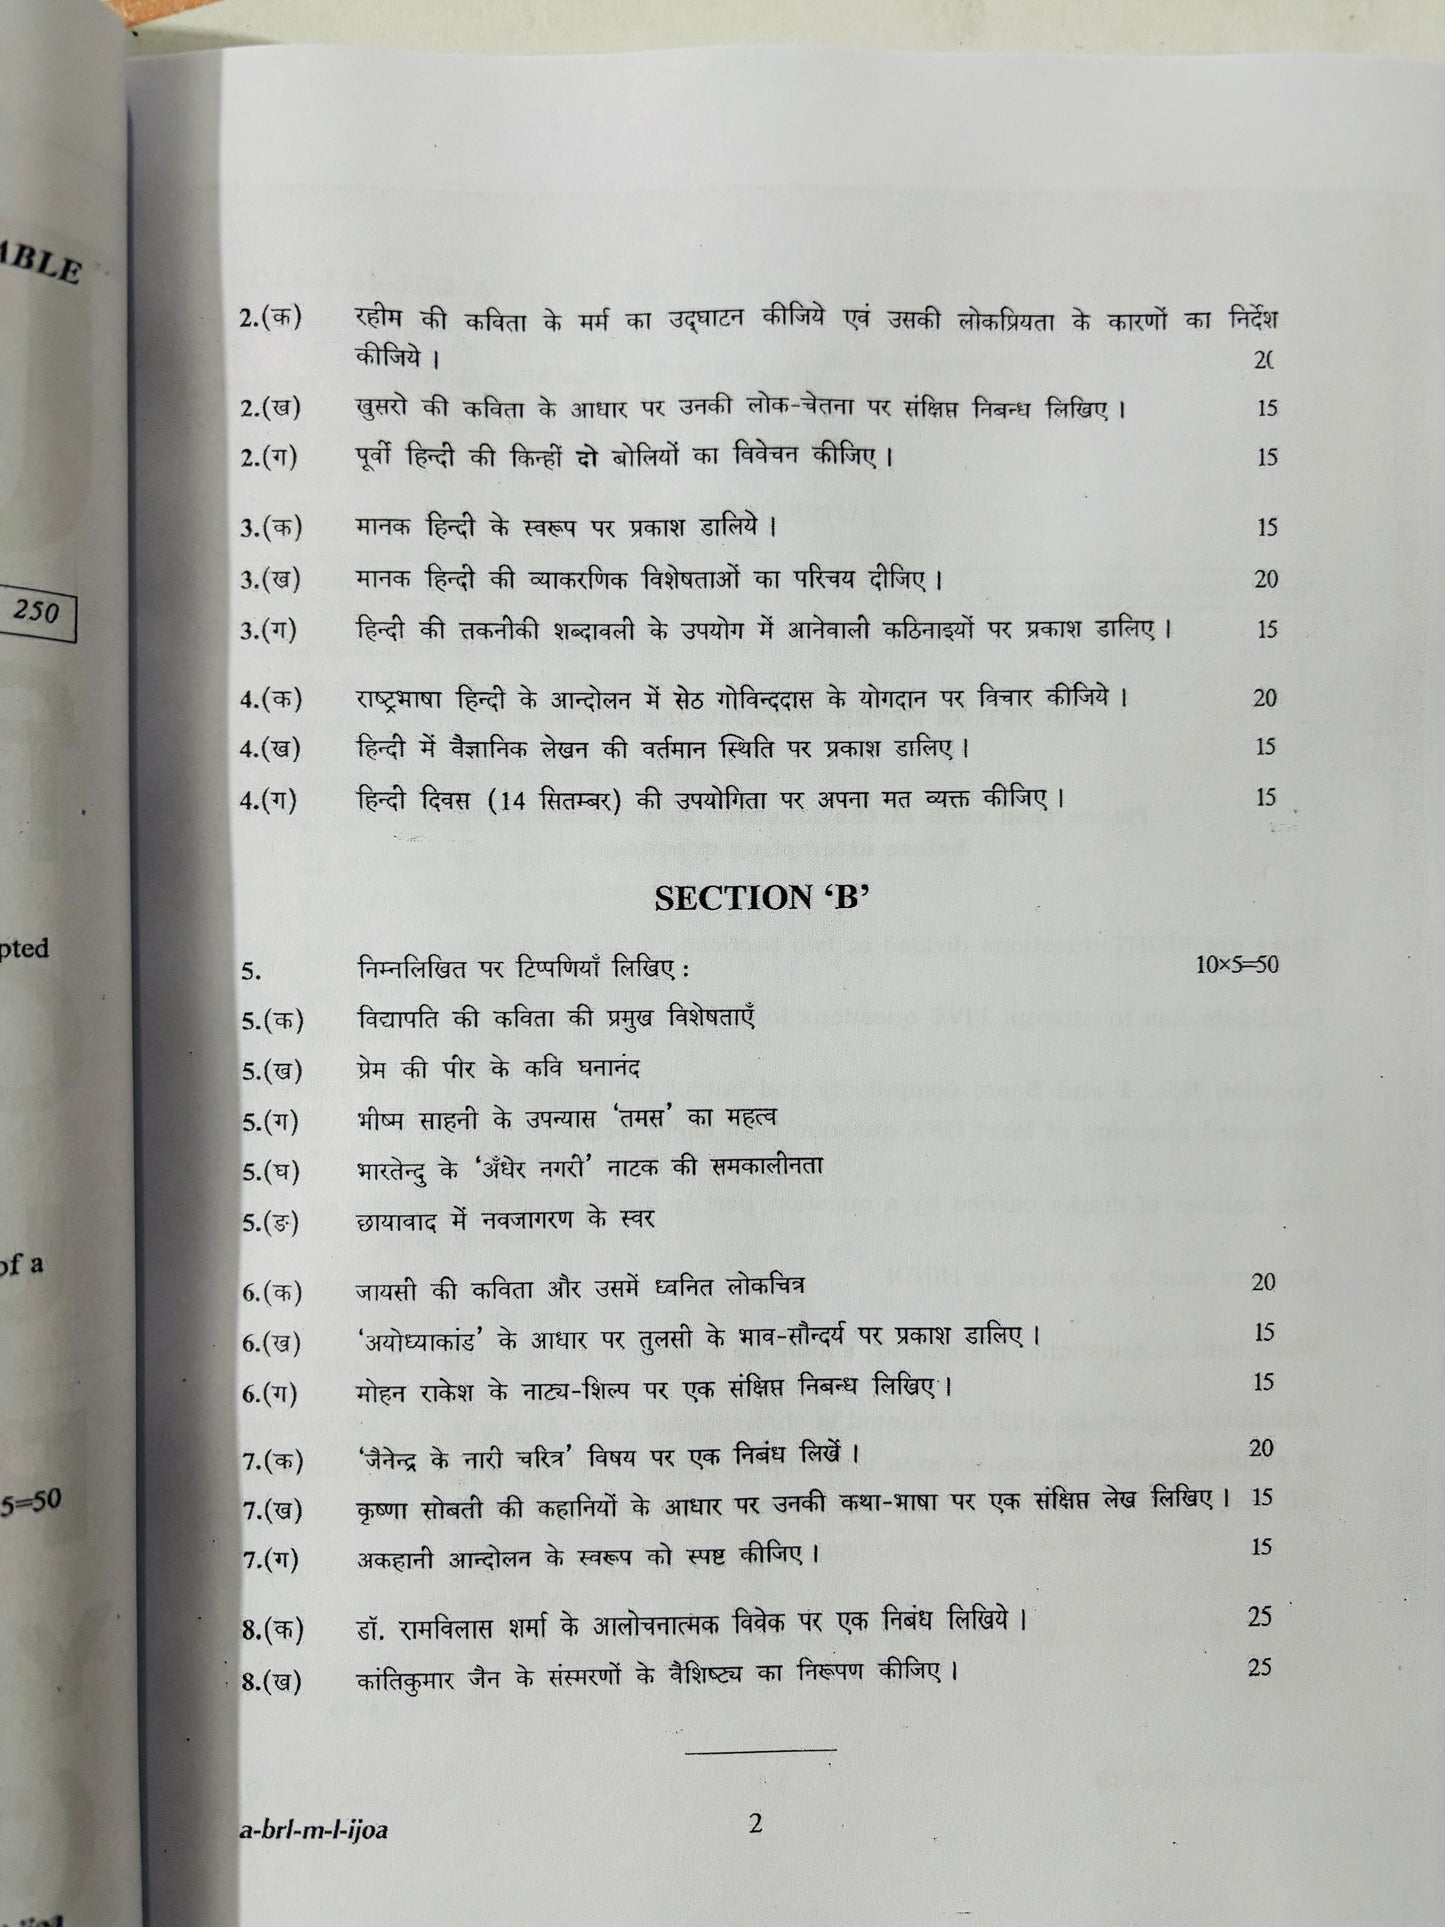 ABLE
250
pted
of a
5=50
2.(क) रहीम की कविता के मर्म का उद्घाटन कीजिये एवं उसकी लोकप्रियता के कारणों का निर्देश
कीजिये । 20
2.(ख) खुसरो की कविता के आधार पर उनकी लोक-चेतना पर संक्षिप्त निबन्ध लिखिए । 15
2.(ग) पूर्वी हिन्दी की किन्हीं दो बोलियों का विवेचन कीजिए । 15
3.(क) मानक हिन्दी के स्वरूप पर प्रकाश डालिये । 15
3.(ख) मानक हिन्दी की व्याकरणिक विशेषताओं का परिचय दीजिए । 20
3.(ग) हिन्दी की तकनीकी शब्दावली के उपयोग में आनेवाली कठिनाइयों पर प्रकाश डालिए । 15
4.(क) राष्ट्रभाषा हिन्दी के आन्दोलन में सेठ गोविन्ददास के योगदान पर विचार कीजिये । 20
4.(ख) हिन्दी में वैज्ञानिक लेखन की वर्तमान स्थिति पर प्रकाश डालिए । 15
4.(ग) हिन्दी दिवस (14 सितम्बर) की उपयोगिता पर अपना मत व्यक्त कीजिए । 15
SECTION ‘B’
5. निम्नलिखित पर टिप्पणियाँ लिखिए : 10×5=50
5.(क) विद्यापति की कविता की प्रमुख विशेषताएँ
5.(ख) प्रेम की पीर के कवि घनानंद
5.(ग) भीष्म साहनी के उपन्यास ‘तमस’ का महत्व
5.(घ) भारतेन्दु के ‘अँधेर नगरी’ नाटक की समकालीनता
5.(ङ) छायावाद में नवजागरण के स्वर
6.(क) जायसी की कविता और उसमें ध्वनित लोकचित्र 20
6.(ख) ‘अयोध्याकांड’ के आधार पर तुलसी के भाव-सौन्दर्य पर प्रकाश डालिए । 15
6.(ग) मोहन राकेश के नाट्य-शिल्प पर एक संक्षिप्त निबन्ध लिखिए । 15
7.(क) ‘जैनेन्द्र के नारी चरित्र’ विषय पर एक निबंध लिखें । 20
7.(ख) कृष्णा सोबती की कहानियों के आधार पर उनकी कथा-भाषा पर एक संक्षिप्त लेख लिखिए । 15
7.(ग) अकहानी आन्दोलन के स्वरूप को स्पष्ट कीजिए । 15
8.(क) डॉ. रामविलास शर्मा के आलोचनात्मक विवेक पर एक निबंध लिखिये । 25
8.(ख) कांतिकुमार जैन के संस्मरणों के वैशिष्ट्य का निरूपण कीजिए । 25
a-brl-m-l-ijoa 2